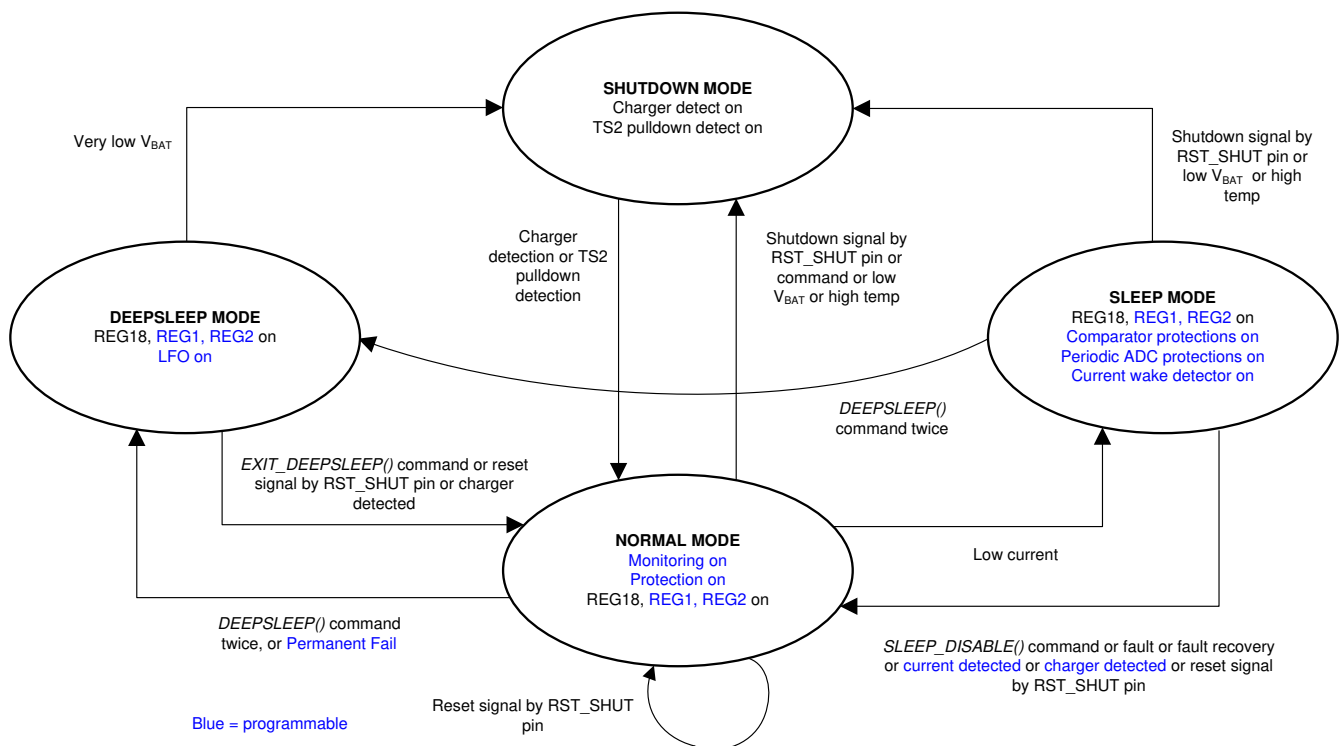 SHUTDOWN MODE
Charger detect on
TS2 pulldown detect on
Very low VBAT
Shutdown signal by
RST_SHUT pin or
low VBAT or high
temp
Charger
detection or TS2
pulldown
detection
Shutdown signal by
RST_SHUT pin or
command or low
VBAT or high temp
DEEPSLEEP MODE
REG18, REG1, REG2 on
LFO on
SLEEP MODE
REG18, REG1, REG2 on
Comparator protections on
Periodic ADC protections on
Current wake detector on
DEEPSLEEP()
command twice
EXIT_DEEPSLEEP() command or reset
signal by RST_SHUT pin or charger
detected
NORMAL MODE
Monitoring on
Protection on
REG18, REG1, REG2 on
Low current
DEEPSLEEP() command
twice, or Permanent Fail
SLEEP_DISABLE() command or fault or fault recovery
or current detected or charger detected or reset signal
by RST_SHUT pin
Reset signal by RST_SHUT
pin
Blue = programmable